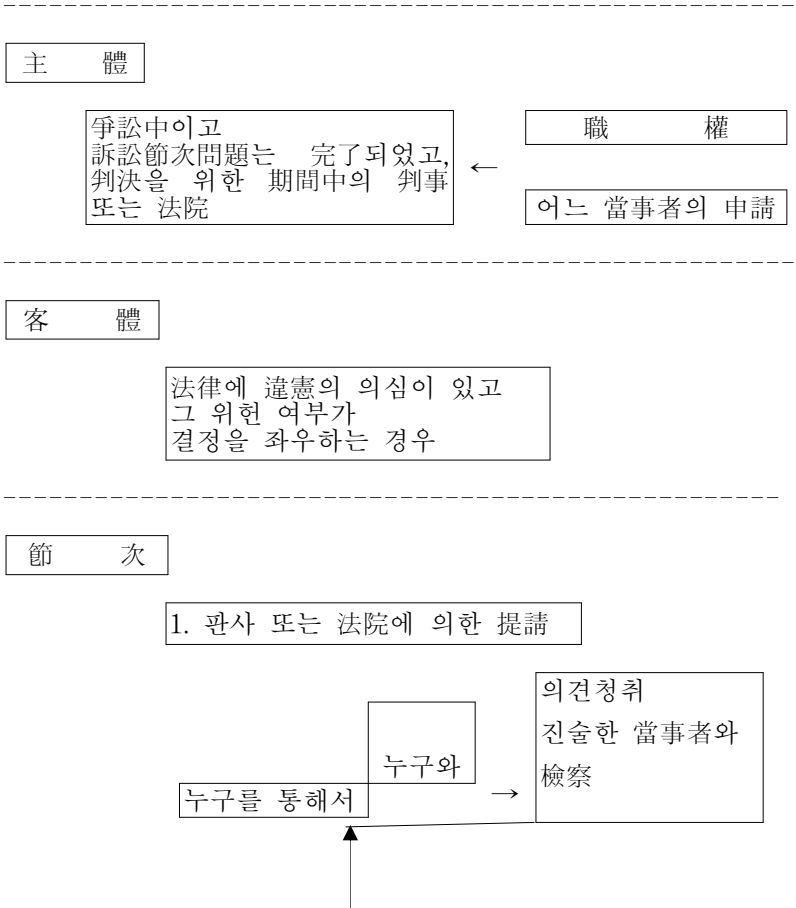 主 體
爭訟中이고
訴訟節次問題는 完了되었고,
判決을 위한 期間中의 判事
또는 法院
←
職 權
어느 當事者의 申請
客 體
法律에 違憲의 의심이 있고
그 위헌 여부가
결정을 좌우하는 경우
節 次
1. 판사 또는 法院에 의한 提請
누구와
누구를 통해서
→
의견청취
진술한 當事者와
檢察